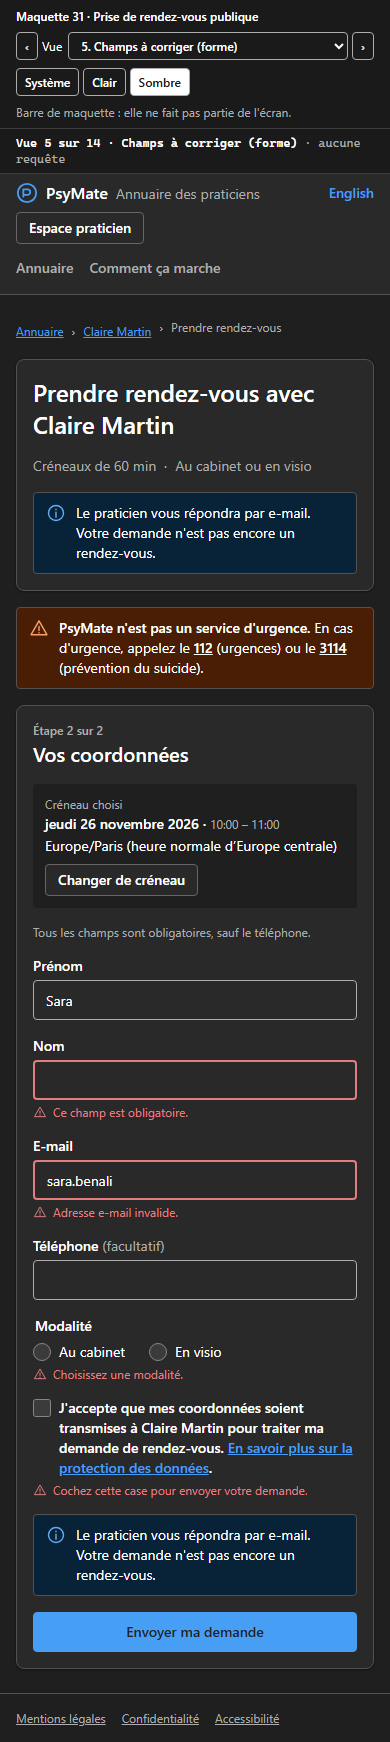 Maquette 31 · Prise de rendez-vous publique
‹ Vue 5. Champs à corriger (forme) ›
Système Clair Sombre
Barre de maquette : elle ne fait pas partie de l'écran.
Vue 5 sur 14 · Champs à corriger (forme) · aucune
requête
PsyMate Annuaire des praticiens English
Espace praticien
Annuaire Comment ça marche
Annuaire › Claire Martin › Prendre rendez-vous
Prendre rendez-vous avec
Claire Martin
Créneaux de 60 min · Au cabinet ou en visio
Le praticien vous répondra par e-mail.
Votre demande n'est pas encore un
rendez-vous.
PsyMate n'est pas un service d'urgence. En cas
d'urgence, appelez le 112 (urgences) ou le 3114
(prévention du suicide).
Étape 2 sur 2
Vos coordonnées
Créneau choisi
jeudi 26 novembre 2026 · 10:00 – 11:00
Europe/Paris (heure normale d’Europe centrale)
Changer de créneau
Tous les champs sont obligatoires, sauf le téléphone.
Prénom
Sara
Nom
Ce champ est obligatoire.
E-mail
sara.benali
Adresse e-mail invalide.
Téléphone (facultatif)
Modalité
Au cabinet En visio
Choisissez une modalité.
J'accepte que mes coordonnées soient
transmises à Claire Martin pour traiter ma
demande de rendez-vous. En savoir plus sur la
protection des données.
Cochez cette case pour envoyer votre demande.
Le praticien vous répondra par e-mail.
Votre demande n'est pas encore un
rendez-vous.
Envoyer ma demande
Mentions légales Confidentialité Accessibilité